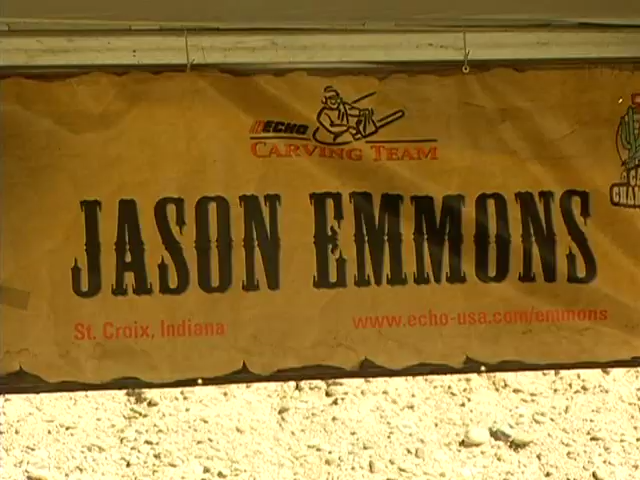 ECHO
CARVING TEAM
JASON EMMONS
St. Croix, Indiana
www.echo-usa.com/emmons